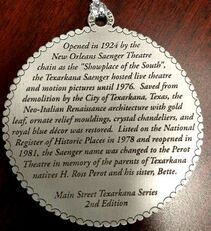 Opened in 1924 by the
New Orleans Saenger Theatre
chain as the "Showplace of the South",
the Texarkana Saenger hosted live theatre
and motion pictures until 1976. Saved from
demolition by the City of Texarkana, Texas, the
Neo-Italian Renaissance architecture with gold
leaf, ornate relief mouldings, crystal chandeliers, and
royal blue décor was restored. Listed on the National
Register of Historic Places in 1978 and reopened in
1981, the Saenger name was changed to the Perot
Theatre in memory of the parents of Texarkana
natives H. Ross Perot and his sister, Bette.
Main Street Texarkana Series
2nd Edition